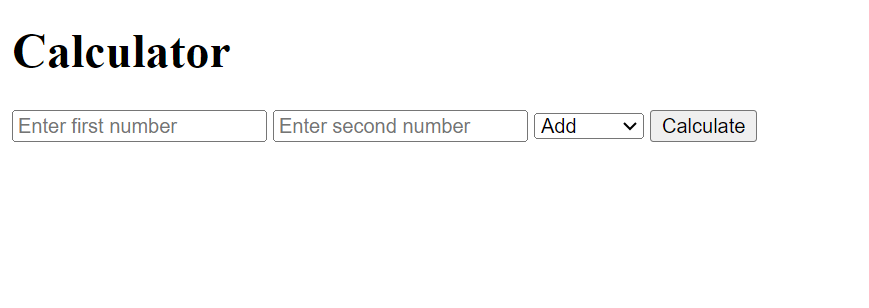 Calculator
Enter first number Enter second number Add Calculate